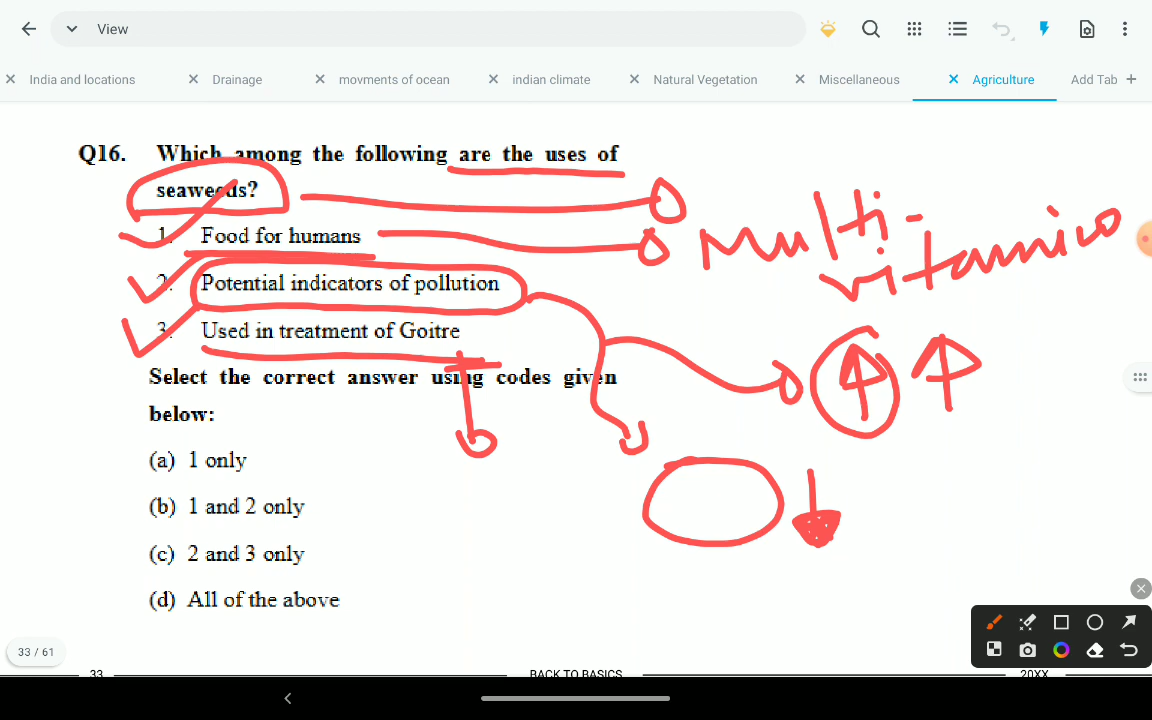 View
India and locations
Drainage
movments of ocean
indian climate
Natural Vegetation
Miscellaneous
Agriculture
Add Tab
Q16. Which among the following are the uses of
seaweeds?
1. Food for humans
2. Potential indicators of pollution
3. Used in treatment of Goitre
Multi
vitamins
Select the correct answer using codes given
below:
(a) 1 only
(b) 1 and 2 only
(c) 2 and 3 only
(d) All of the above
33 / 61
33
BACK TO BASICS
20XX